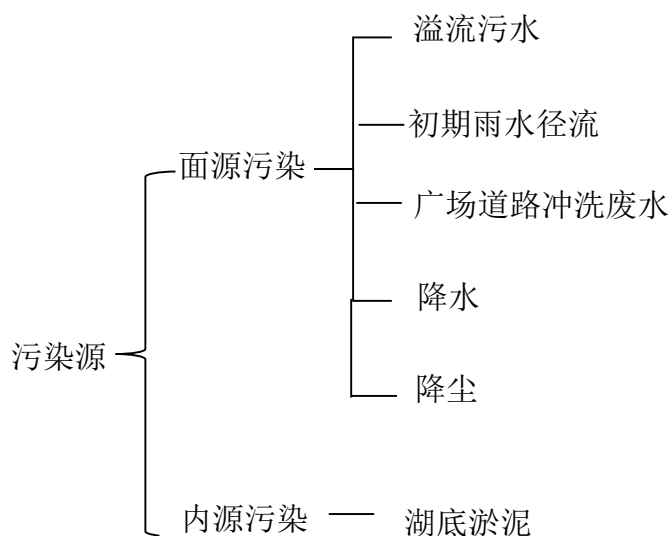 溢流污水
初期雨水径流
面源污染
广场道路冲洗废水
降水
污染源
降尘
内源污染
湖底淤泥